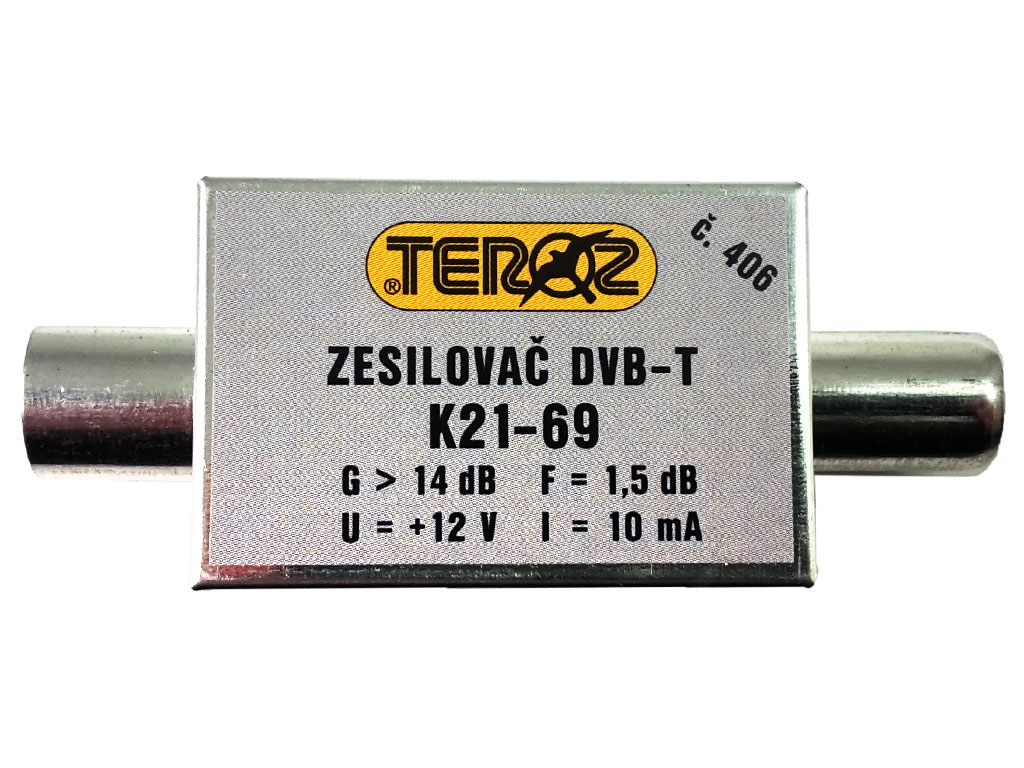 TEROZ
®
č. 406
ZESILOVAČ DVB-T
K21-69
G > 14 dB F = 1,5 dB
U = +12 V I = 10 mA